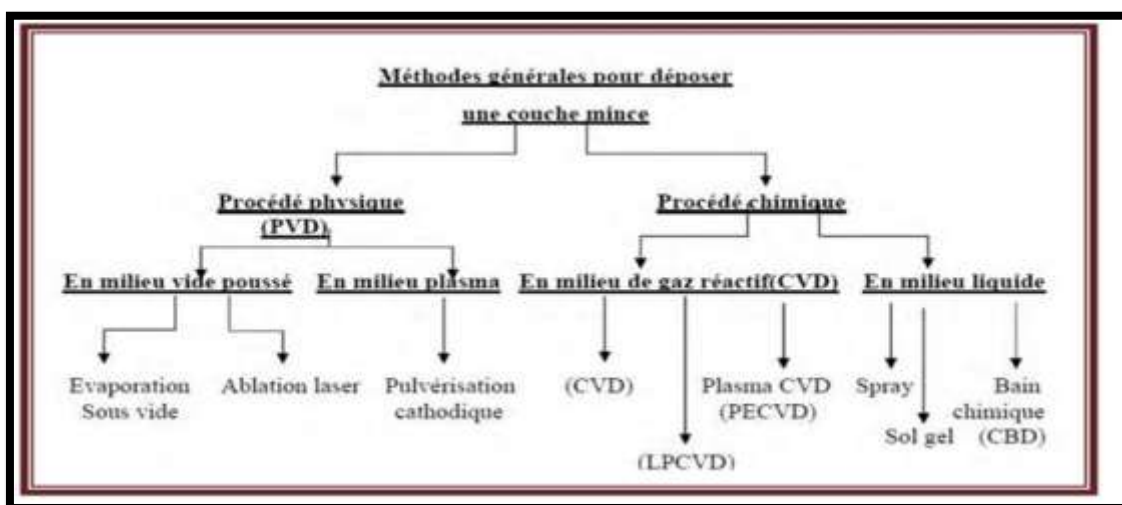 Méthodes générales pour déposer
une couche mince
Procédé physique
(PVD)
Procédé chimique
En milieu vide poussé
En milieu plasma
En milieu de gaz réactif(CVD)
En milieu liquide
Evaporation
Sous vide
Ablation laser
Pulvérisation
cathodique
(CVD)
(LPCVD)
Plasma CVD
(PECVD)
Spray
Sol gel
Bain
chimique
(CBD)